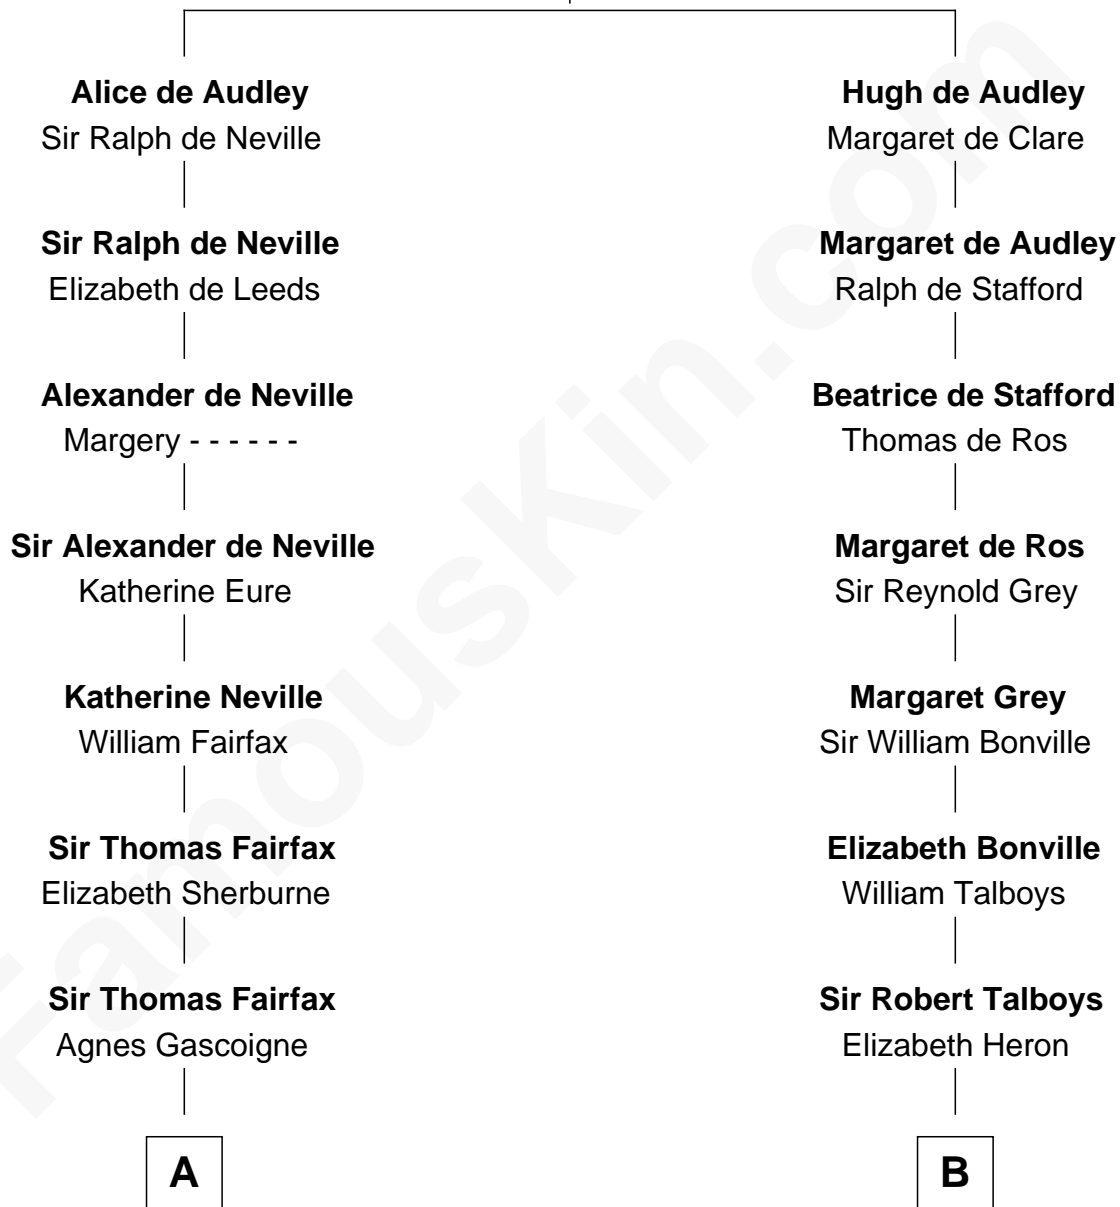 Alice de Audley
Sir Ralph de Neville
Sir Ralph de Neville
Elizabeth de Leeds
Alexander de Neville
Margery - - - - - -
Sir Alexander de Neville
Katherine Eure
Katherine Neville
William Fairfax
Sir Thomas Fairfax
Elizabeth Sherburne
Sir Thomas Fairfax
Agnes Gascoigne
A
Hugh de Audley
Margaret de Clare
Margaret de Audley
Ralph de Stafford
Beatrice de Stafford
Thomas de Ros
Margaret de Ros
Sir Reynold Grey
Margaret Grey
Sir William Bonville
Elizabeth Bonville
William Talboys
Sir Robert Talboys
Elizabeth Heron
B
FamousKin.com